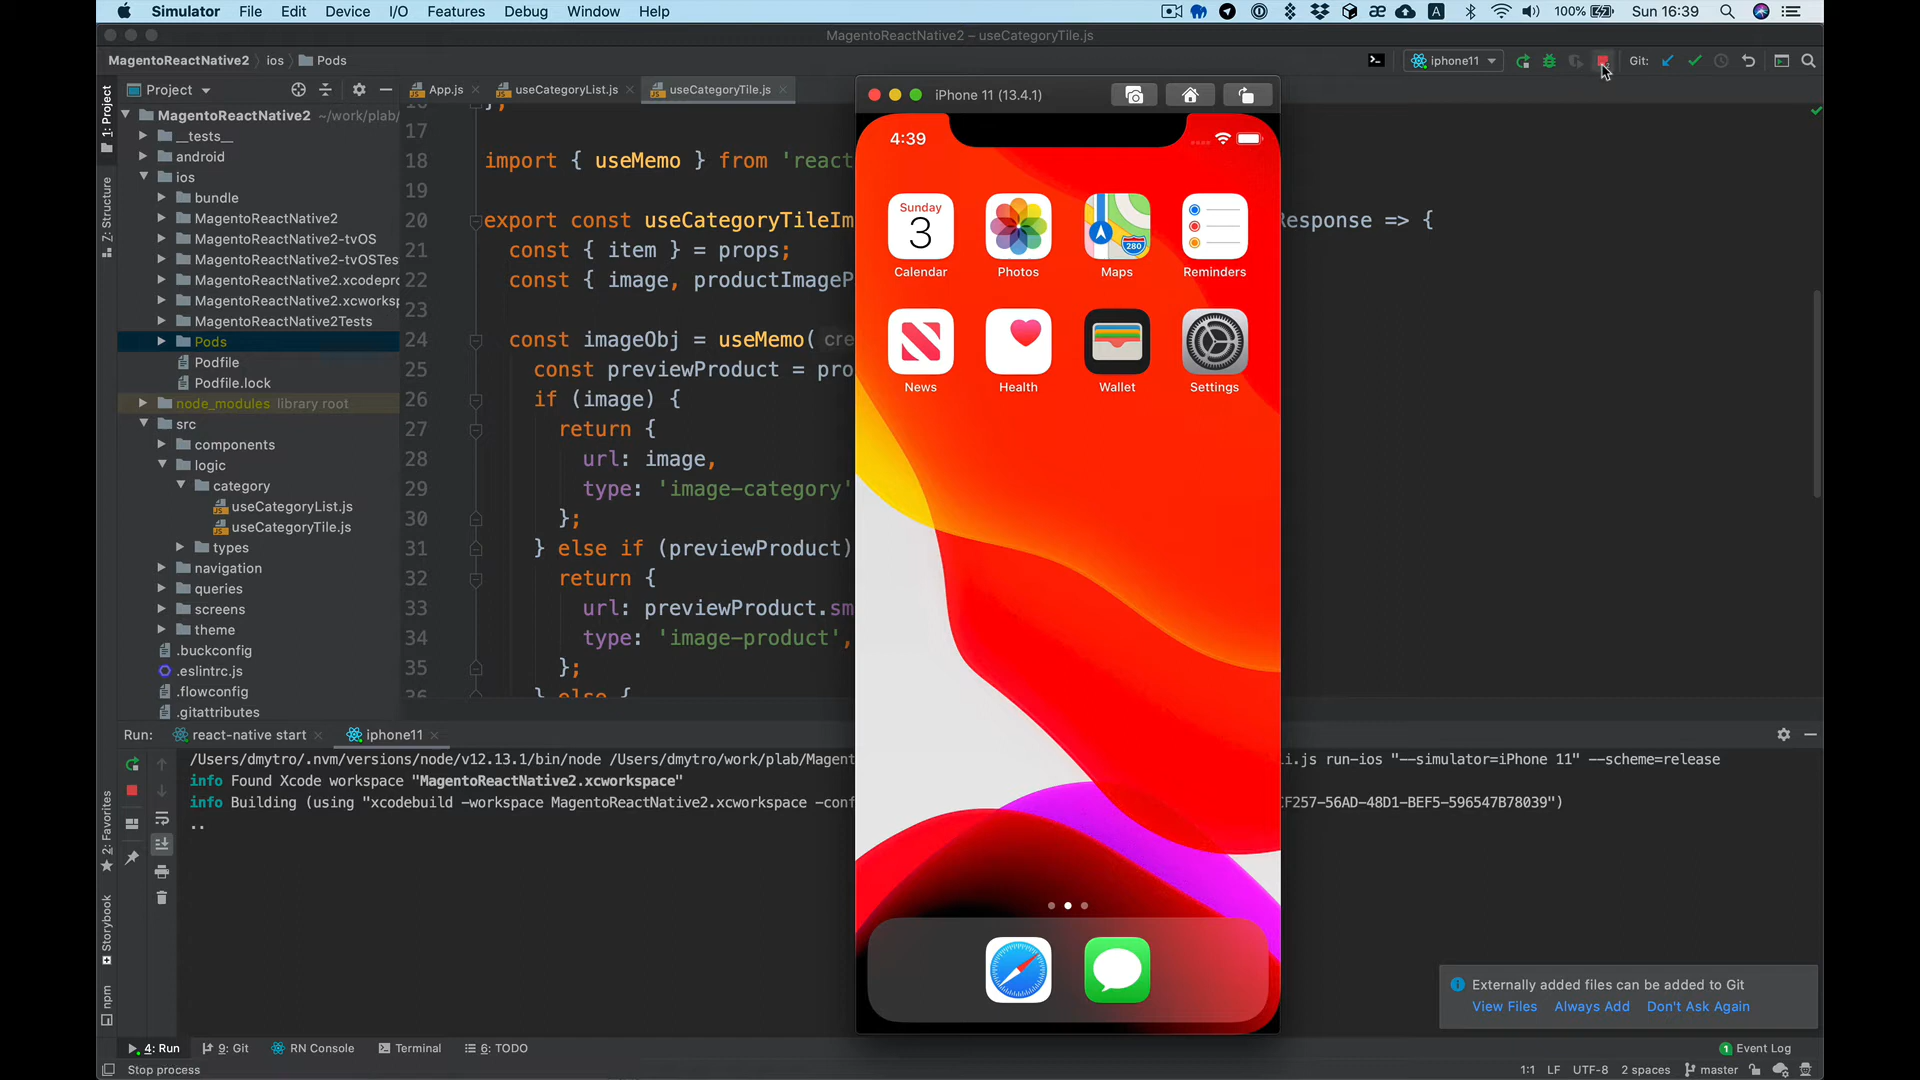 Simulator File Edit Device I/O Features Debug Window Help 100% Sun 16:39
MagentoReactNative2 – useCategoryTile.js
MagentoReactNative2 ios Pods iphone11 Git:
Project
App.js useCategoryList.js useCategoryTile.js
1: Project
Z: Structure
2: Favorites
Storybook
npm
MagentoReactNative2 ~/work/plab/
__tests__
android
ios
bundle
MagentoReactNative2
MagentoReactNative2-tvOS
MagentoReactNative2-tvOSTes
MagentoReactNative2.xcodepro
MagentoReactNative2.xcworksp
MagentoReactNative2Tests
Pods
Podfile
Podfile.lock
node_modules library root
src
components
logic
category
useCategoryList.js
useCategoryTile.js
types
navigation
queries
screens
theme
.buckconfig
.eslintrc.js
.flowconfig
.gitattributes
17
18 import { useMemo } from 'react
19
20 export const useCategoryTileIm Response => {
21 const { item } = props;
22 const { image, productImageP
23
24 const imageObj = useMemo( cre
25 const previewProduct = pro
26 if (image) {
27 return {
28 url: image,
29 type: 'image-category'
30 };
31 } else if (previewProduct)
32 return {
33 url: previewProduct.sm
34 type: 'image-product',
35 };
36 } else {
iPhone 11 (13.4.1)
4:39
Sunday
3
280
Calendar Photos Maps Reminders
News Health Wallet Settings
Run: react-native start iphone11
/Users/dmytro/.nvm/versions/node/v12.13.1/bin/node /Users/dmytro/work/plab/Magent i.js run-ios "--simulator=iPhone 11" --scheme=release
info Found Xcode workspace "MagentoReactNative2.xcworkspace"
info Building (using "xcodebuild -workspace MagentoReactNative2.xcworkspace -conf CF257-56AD-48D1-BEF5-596547B78039")
..
Externally added files can be added to Git
View Files Always Add Don't Ask Again
4: Run 9: Git RN Console Terminal 6: TODO 1 Event Log
Stop process 1:1 LF UTF-8 2 spaces master